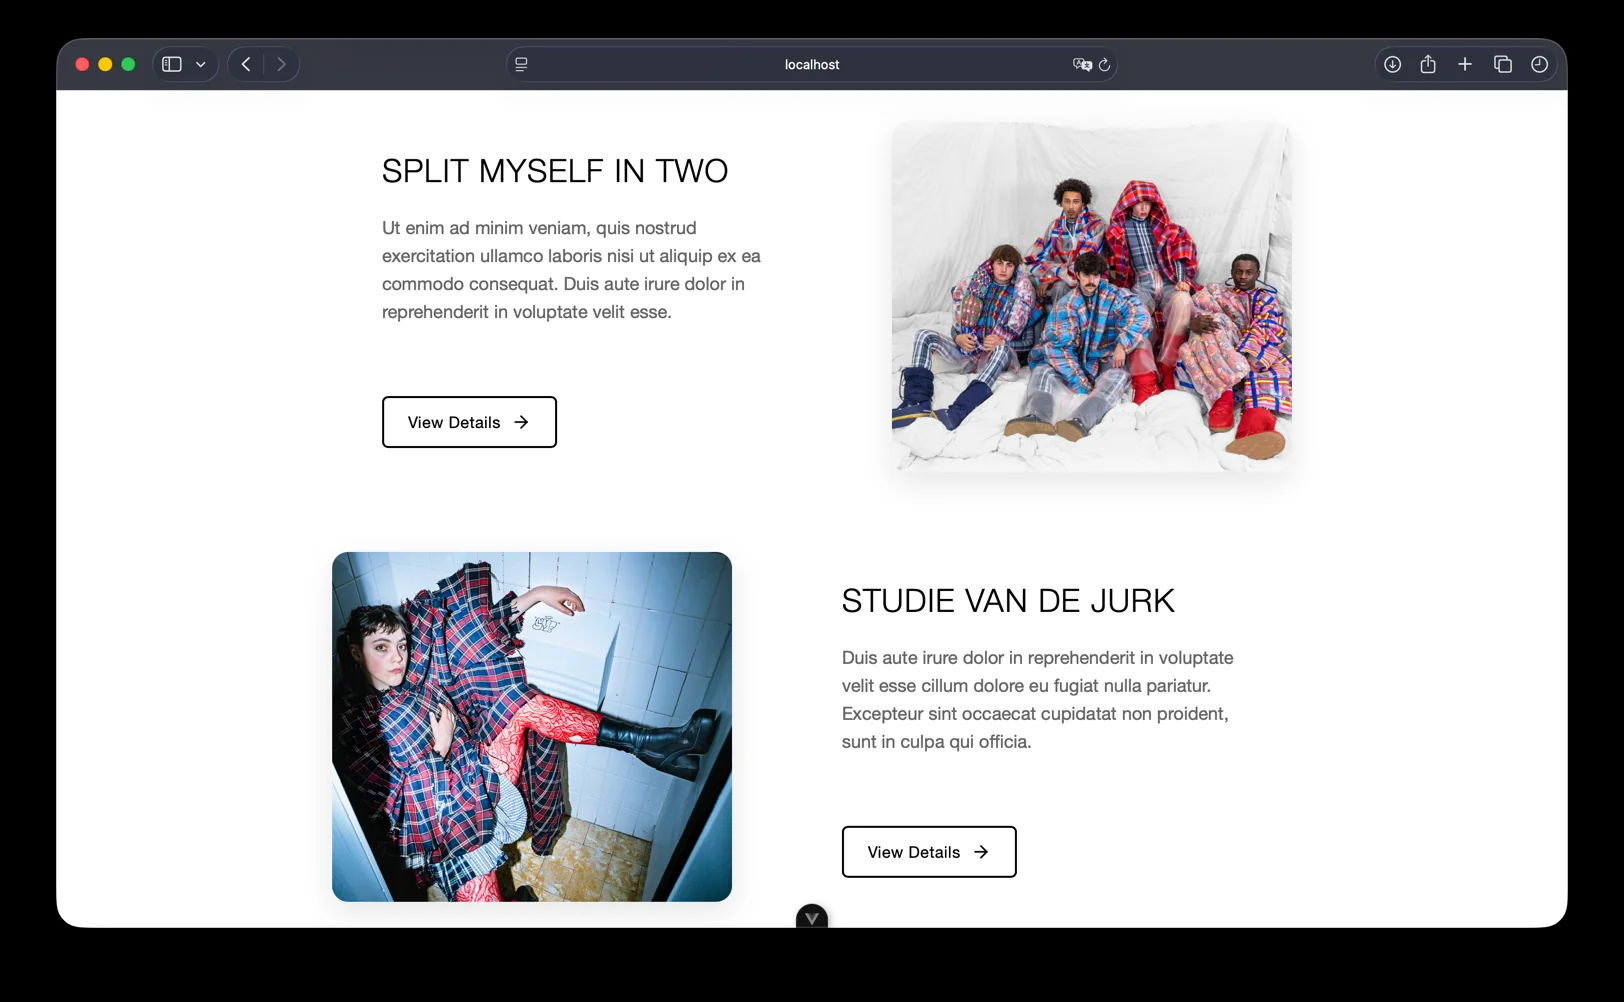 localhost
SPLIT MYSELF IN TWO
Ut enim ad minim veniam, quis nostrud
exercitation ullamco laboris nisi ut aliquip ex ea
commodo consequat. Duis aute irure dolor in
reprehenderit in voluptate velit esse.
View Details →
STUDIE VAN DE JURK
Duis aute irure dolor in reprehenderit in voluptate
velit esse cillum dolore eu fugiat nulla pariatur.
Excepteur sint occaecat cupidatat non proident,
sunt in culpa qui officia.
View Details →